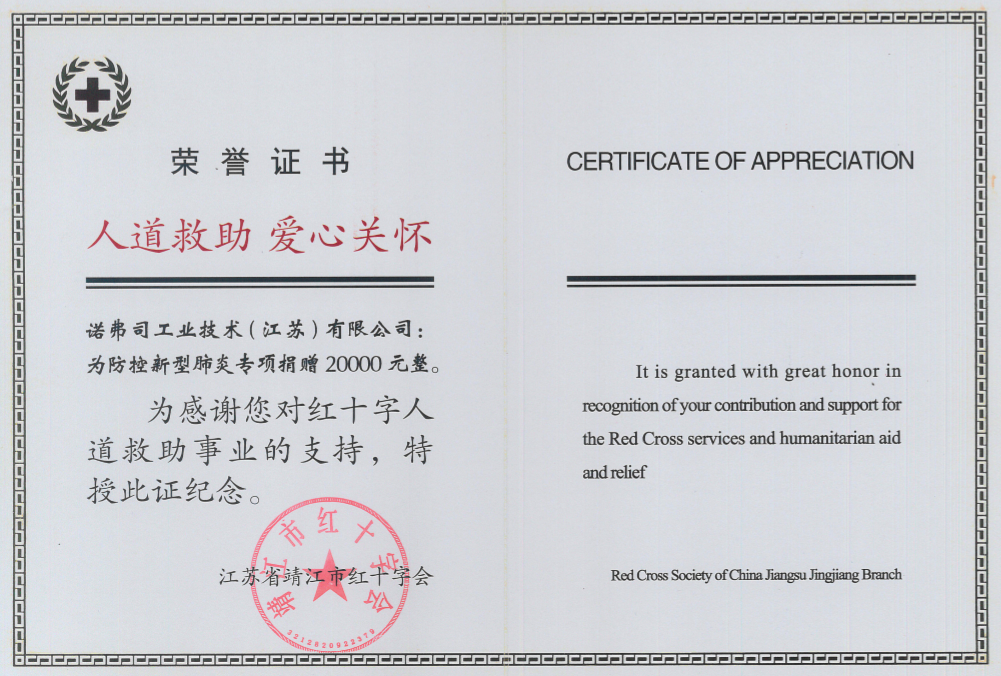 荣誉证书
人道救助 爱心关怀
诺弗司工业技术(江苏)有限公司:
为防控新型肺炎专项捐赠 20000 元整。
为感谢您对红十字人
道救助事业的支持，特
授此证纪念。
江苏省靖江市红十字会
靖江市红十字会
3212820922379
CERTIFICATE OF APPRECIATION
It is granted with great honor in
recognition of your contribution and support for
the Red Cross services and humanitarian aid
and relief
Red Cross Society of China Jiangsu Jingjiang Branch